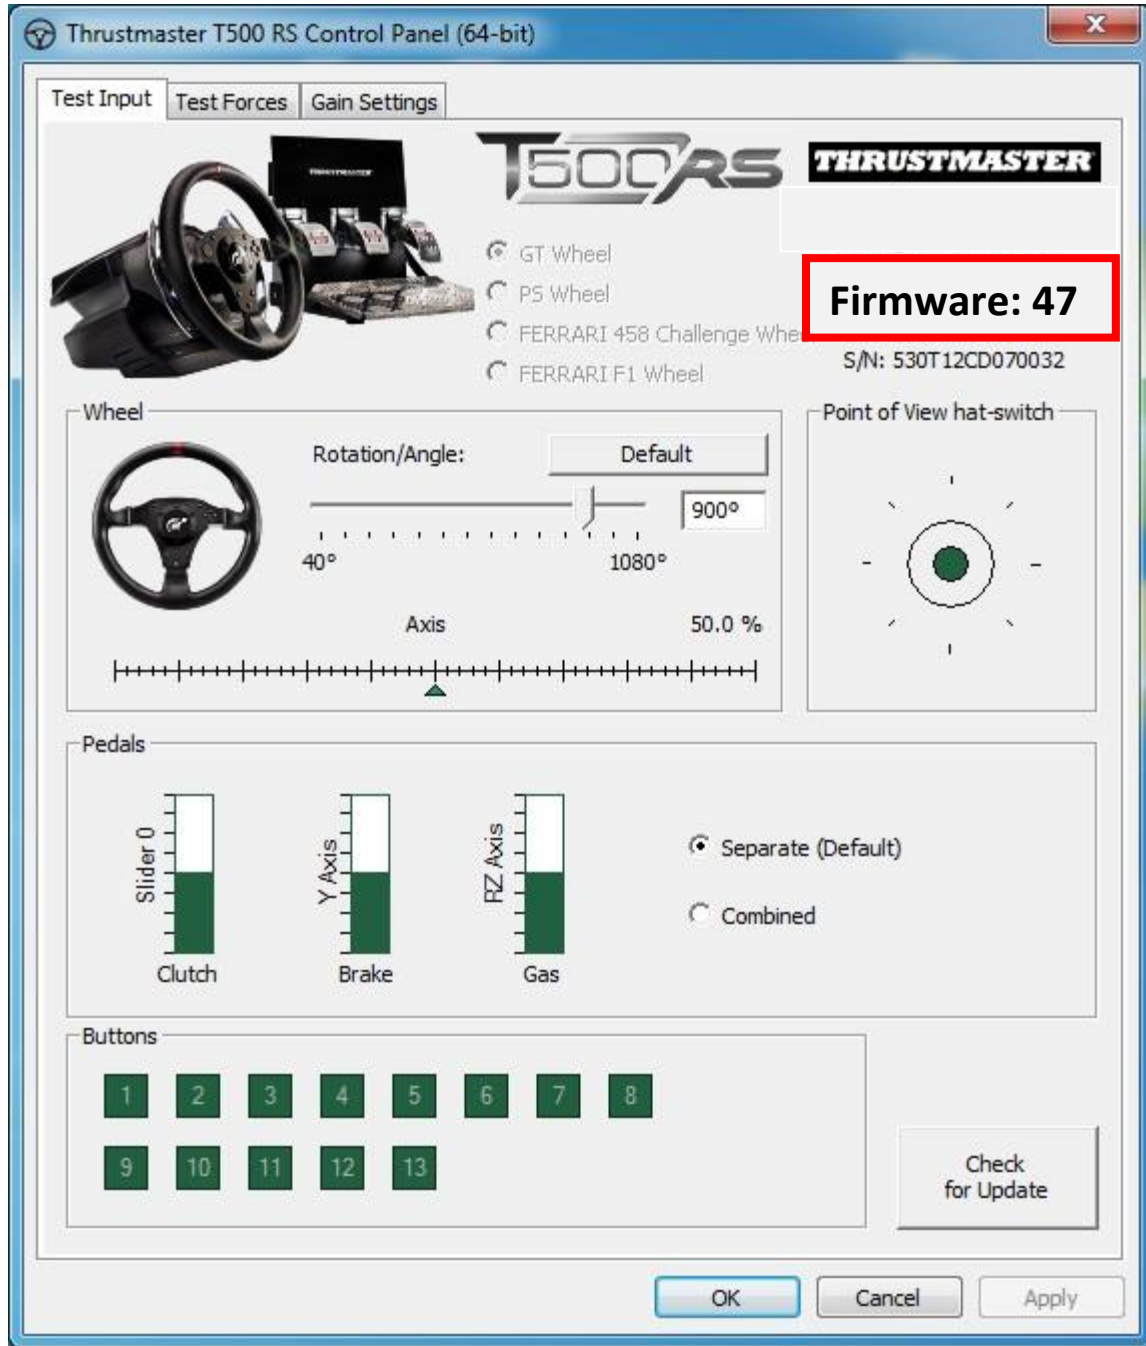 Thrustmaster T500 RS Control Panel (64-bit)
Test Input Test Forces Gain Settings
THRUSTMASTER
T500RS THRUSTMASTER
GT Wheel
PS Wheel
Firmware: 47
FERRARI 458 Challenge Whee
S/N: 530T12CD070032
FERRARI F1 Wheel
Wheel
Rotation/Angle: Default
900°
40° 1080°
Axis 50.0 %
Point of View hat-switch
Pedals
Slider 0 Y Axis RZ Axis
Clutch Brake Gas
Separate (Default)
Combined
Buttons
1 2 3 4 5 6 7 8
9 10 11 12 13
Check
for Update
OK Cancel Apply